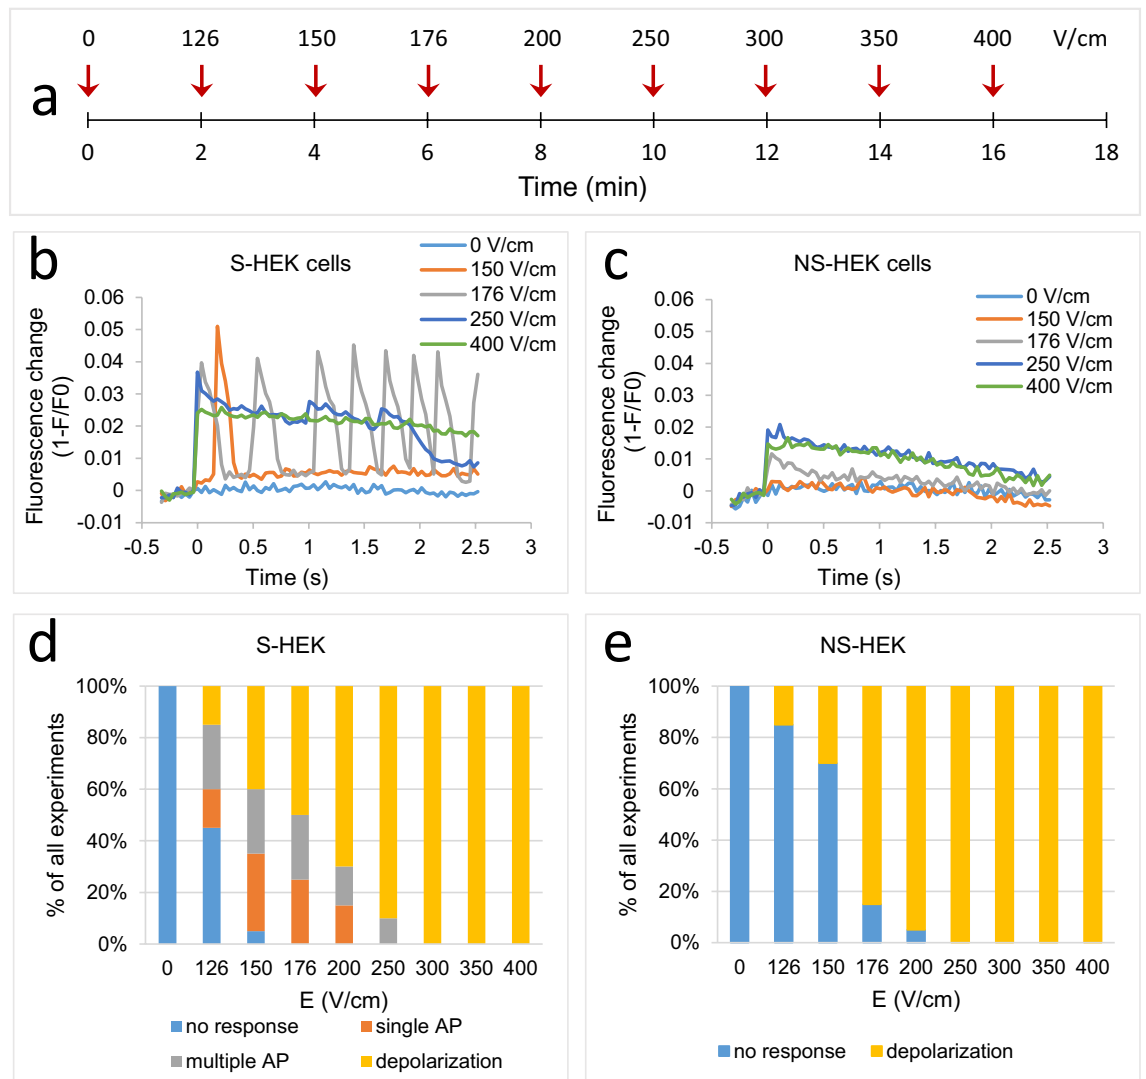 0 126 150 176 200 250 300 350 400 V/cm
a
0 2 4 6 8 10 12 14 16 18
Time (min)
b
S-HEK cells
0 V/cm
150 V/cm
176 V/cm
250 V/cm
400 V/cm
Fluorescence change
(1-F/F0)
0.06
0.05
0.04
0.03
0.02
0.01
0
-0.01
-0.5 0 0.5 1 1.5 2 2.5 3
Time (s)
c
NS-HEK cells
0 V/cm
150 V/cm
176 V/cm
250 V/cm
400 V/cm
Fluorescence change
(1-F/F0)
0.06
0.05
0.04
0.03
0.02
0.01
0
-0.01
-0.5 0 0.5 1 1.5 2 2.5 3
Time (s)
d
S-HEK
% of all experiments
100%
80%
60%
40%
20%
0%
0 126 150 176 200 250 300 350 400
E (V/cm)
no response single AP
multiple AP depolarization
e
NS-HEK
% of all experiments
100%
80%
60%
40%
20%
0%
0 126 150 176 200 250 300 350 400
E (V/cm)
no response depolarization